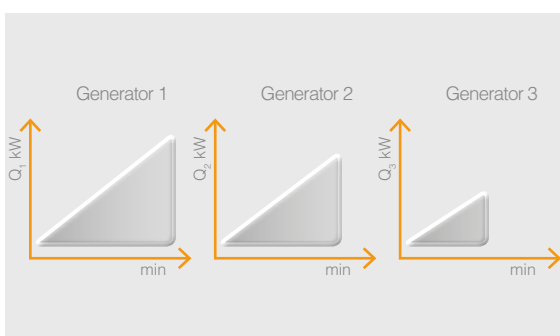 Generator 1
Generator 2
Generator 3
Q₁ kW
Q₂ kW
Q₃ kW
min
min
min